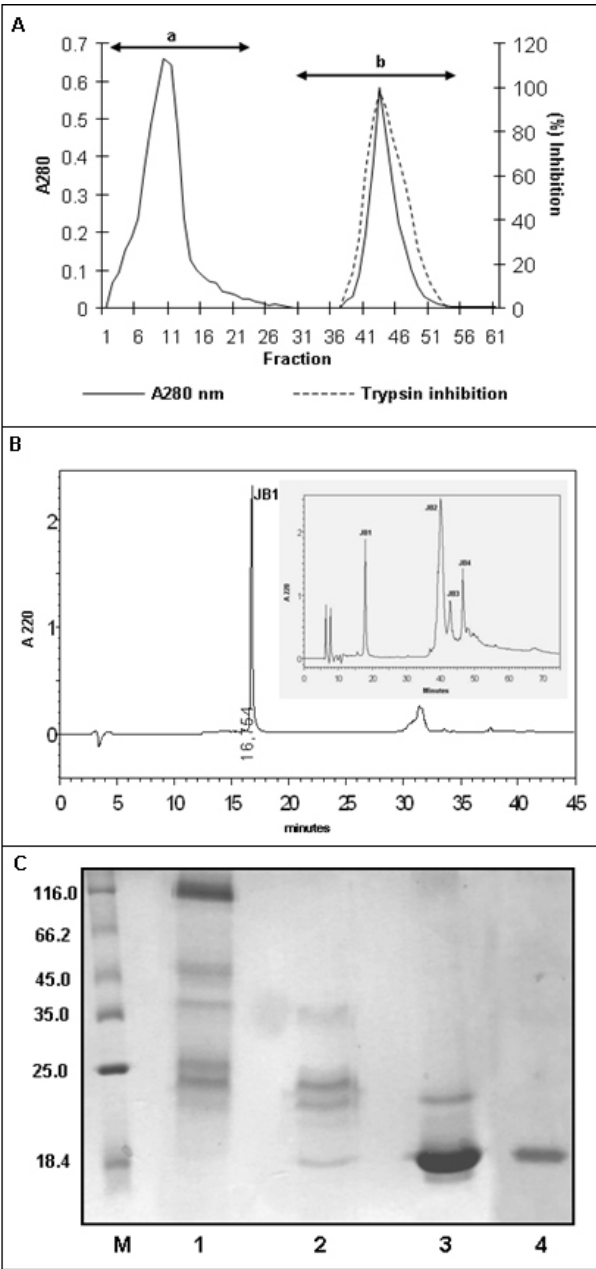 A
a
b
0.7
0.6
0.5
0.4
0.3
0.2
0.1
0
A280
120
100
80
60
40
20
0
(%) Inhibition
1 6 11 16 21 26 31 36 41 46 51 56 61
Fraction
A280 nm
Trypsin inhibition
B
JB1
2
1
0
A 220
16,754
0 5 10 15 20 25 30 35 40 45
minutes
JB1
JB2
JB3
JB4
2
1
0
A 220
0 10 20 30 40 50 60 70
Minutes
C
116.0
66.2
45.0
35.0
25.0
18.4
M 1 2 3 4